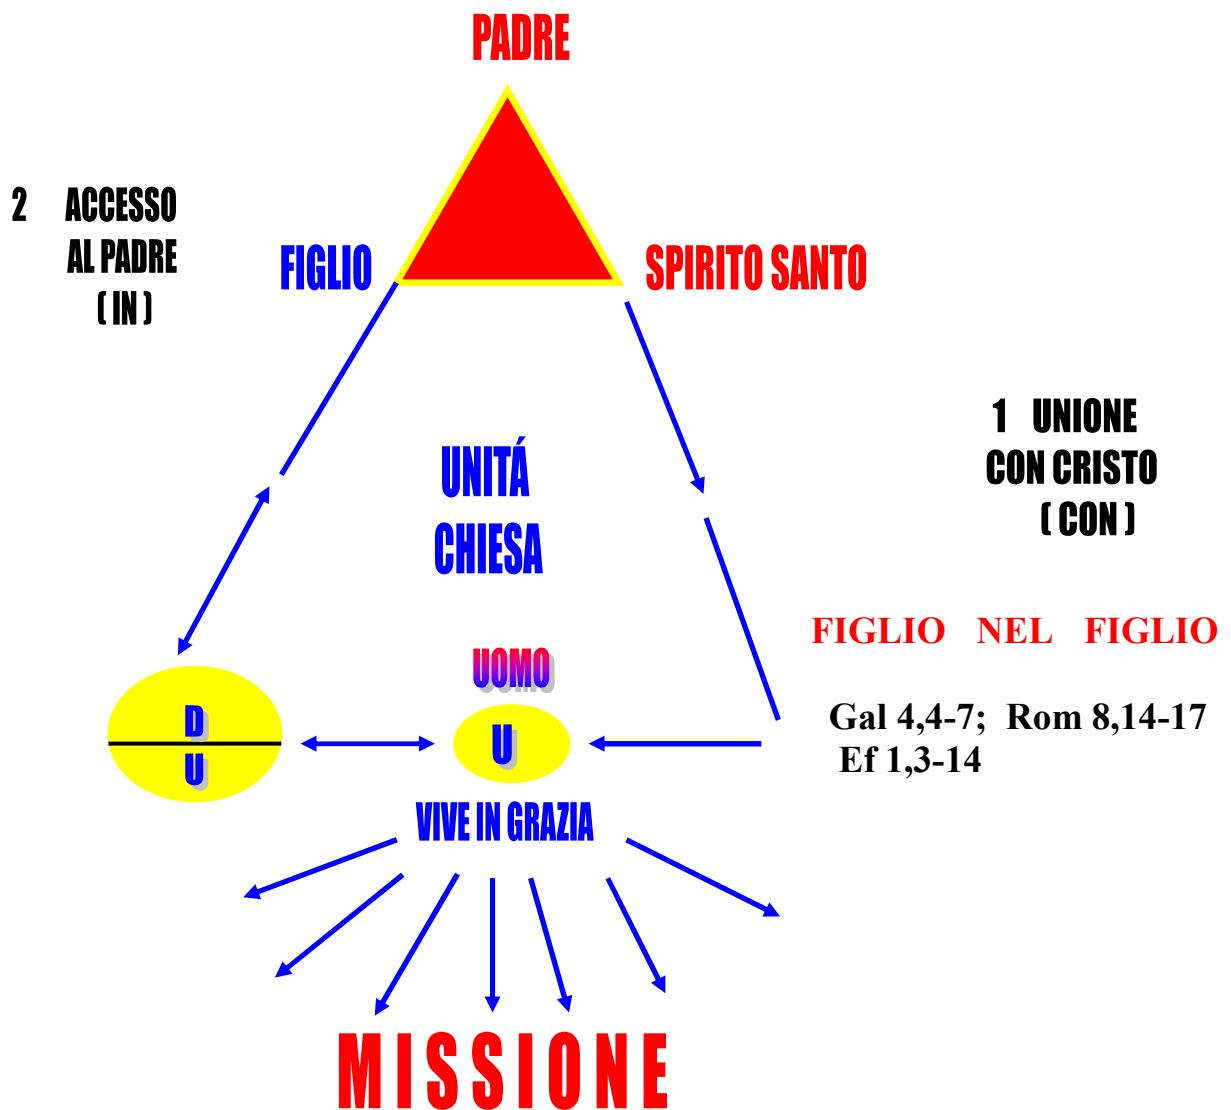 PADRE
2 ACCESSO
AL PADRE
( IN )
FIGLIO
SPIRITO SANTO
1 UNIONE
CON CRISTO
( CON )
UNITÁ
CHIESA
FIGLIO NEL FIGLIO
UOMO
Gal 4,4-7; Rom 8,14-17
Ef 1,3-14
D
U
U
VIVE IN GRAZIA
MISSIONE